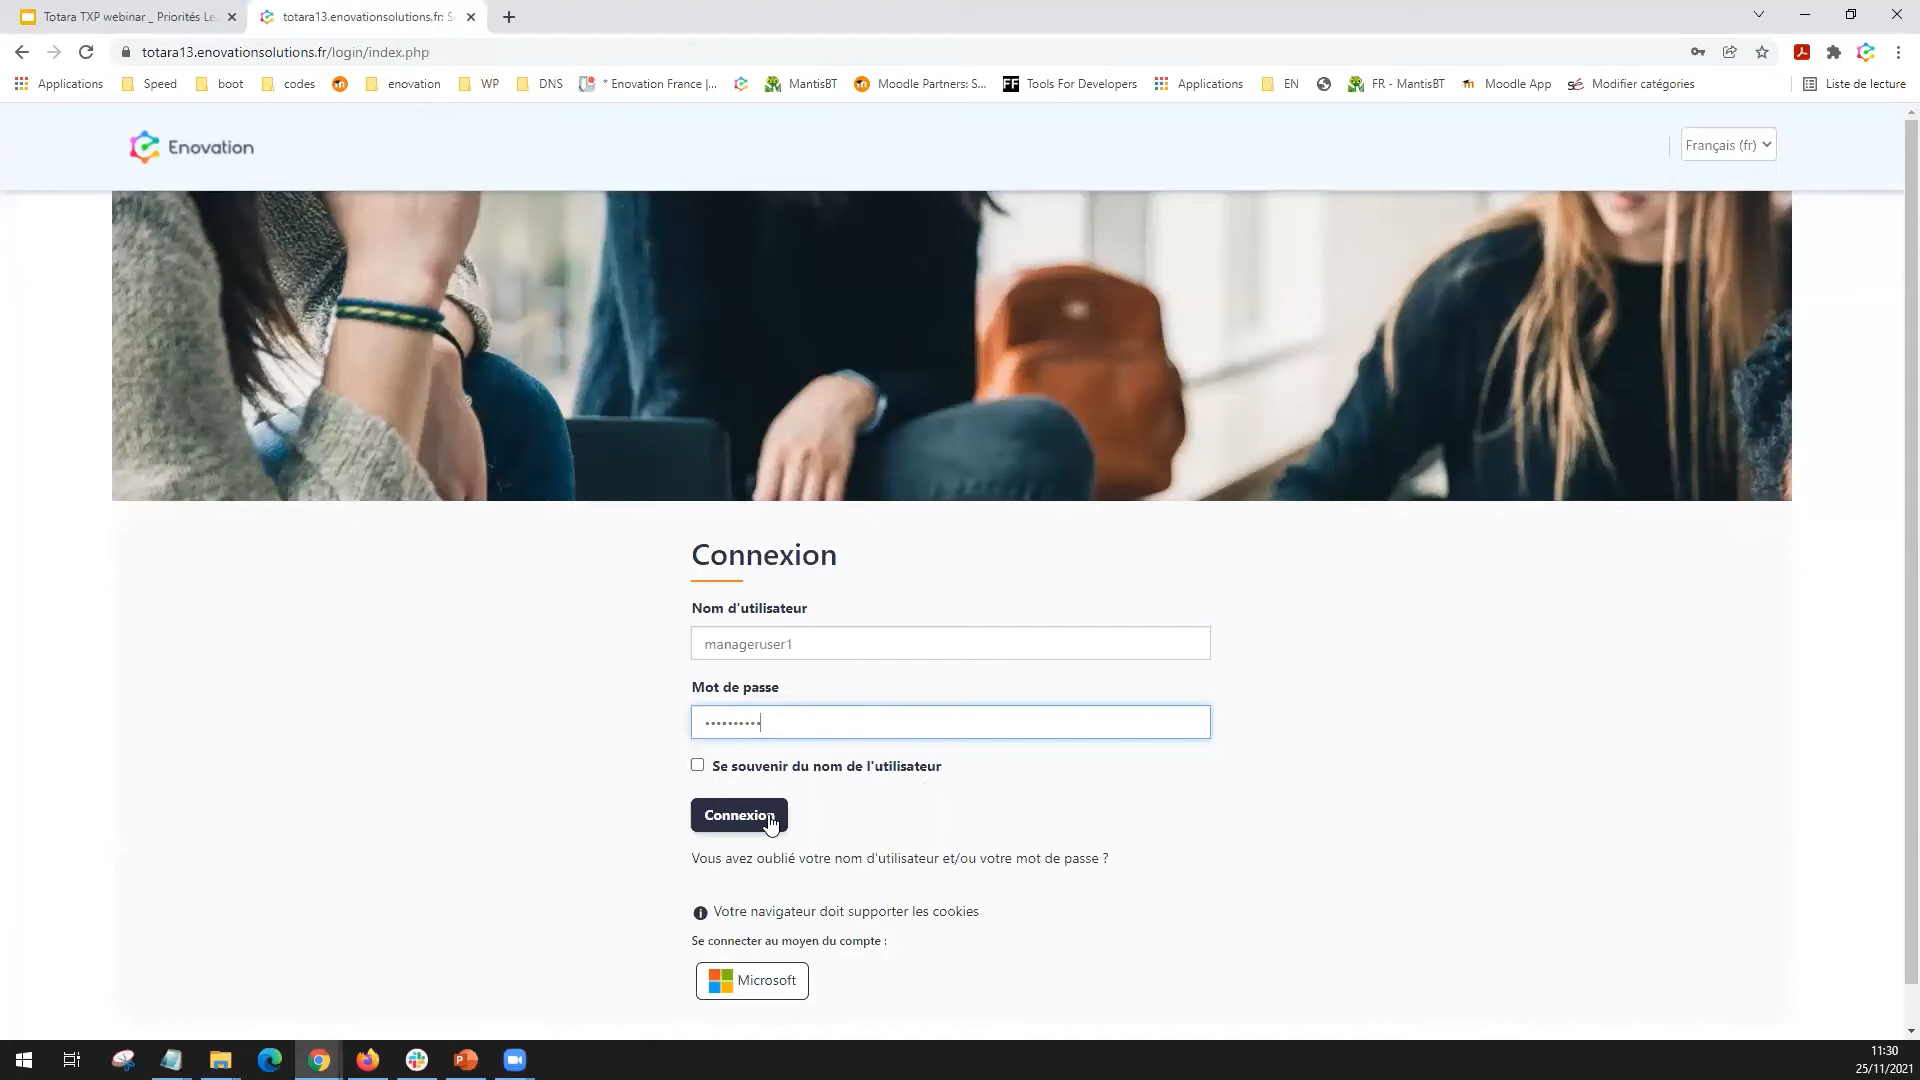 Totara TXP webinar _ Priorités Le
totara13.enovationsolutions.fr: S
totara13.enovationsolutions.fr/login/index.php
Applications Speed boot codes enovation WP DNS * Enovation France |... MantisBT Moodle Partners: S... FF Tools For Developers Applications EN FR - MantisBT Moodle App Modifier catégories Liste de lecture
Enovation
Français (fr)
Connexion
Nom d'utilisateur
manageruser1
Mot de passe
••••••••••
Se souvenir du nom de l'utilisateur
Connexion
Vous avez oublié votre nom d'utilisateur et/ou votre mot de passe ?
Votre navigateur doit supporter les cookies
Se connecter au moyen du compte :
Microsoft
11:30
25/11/2021